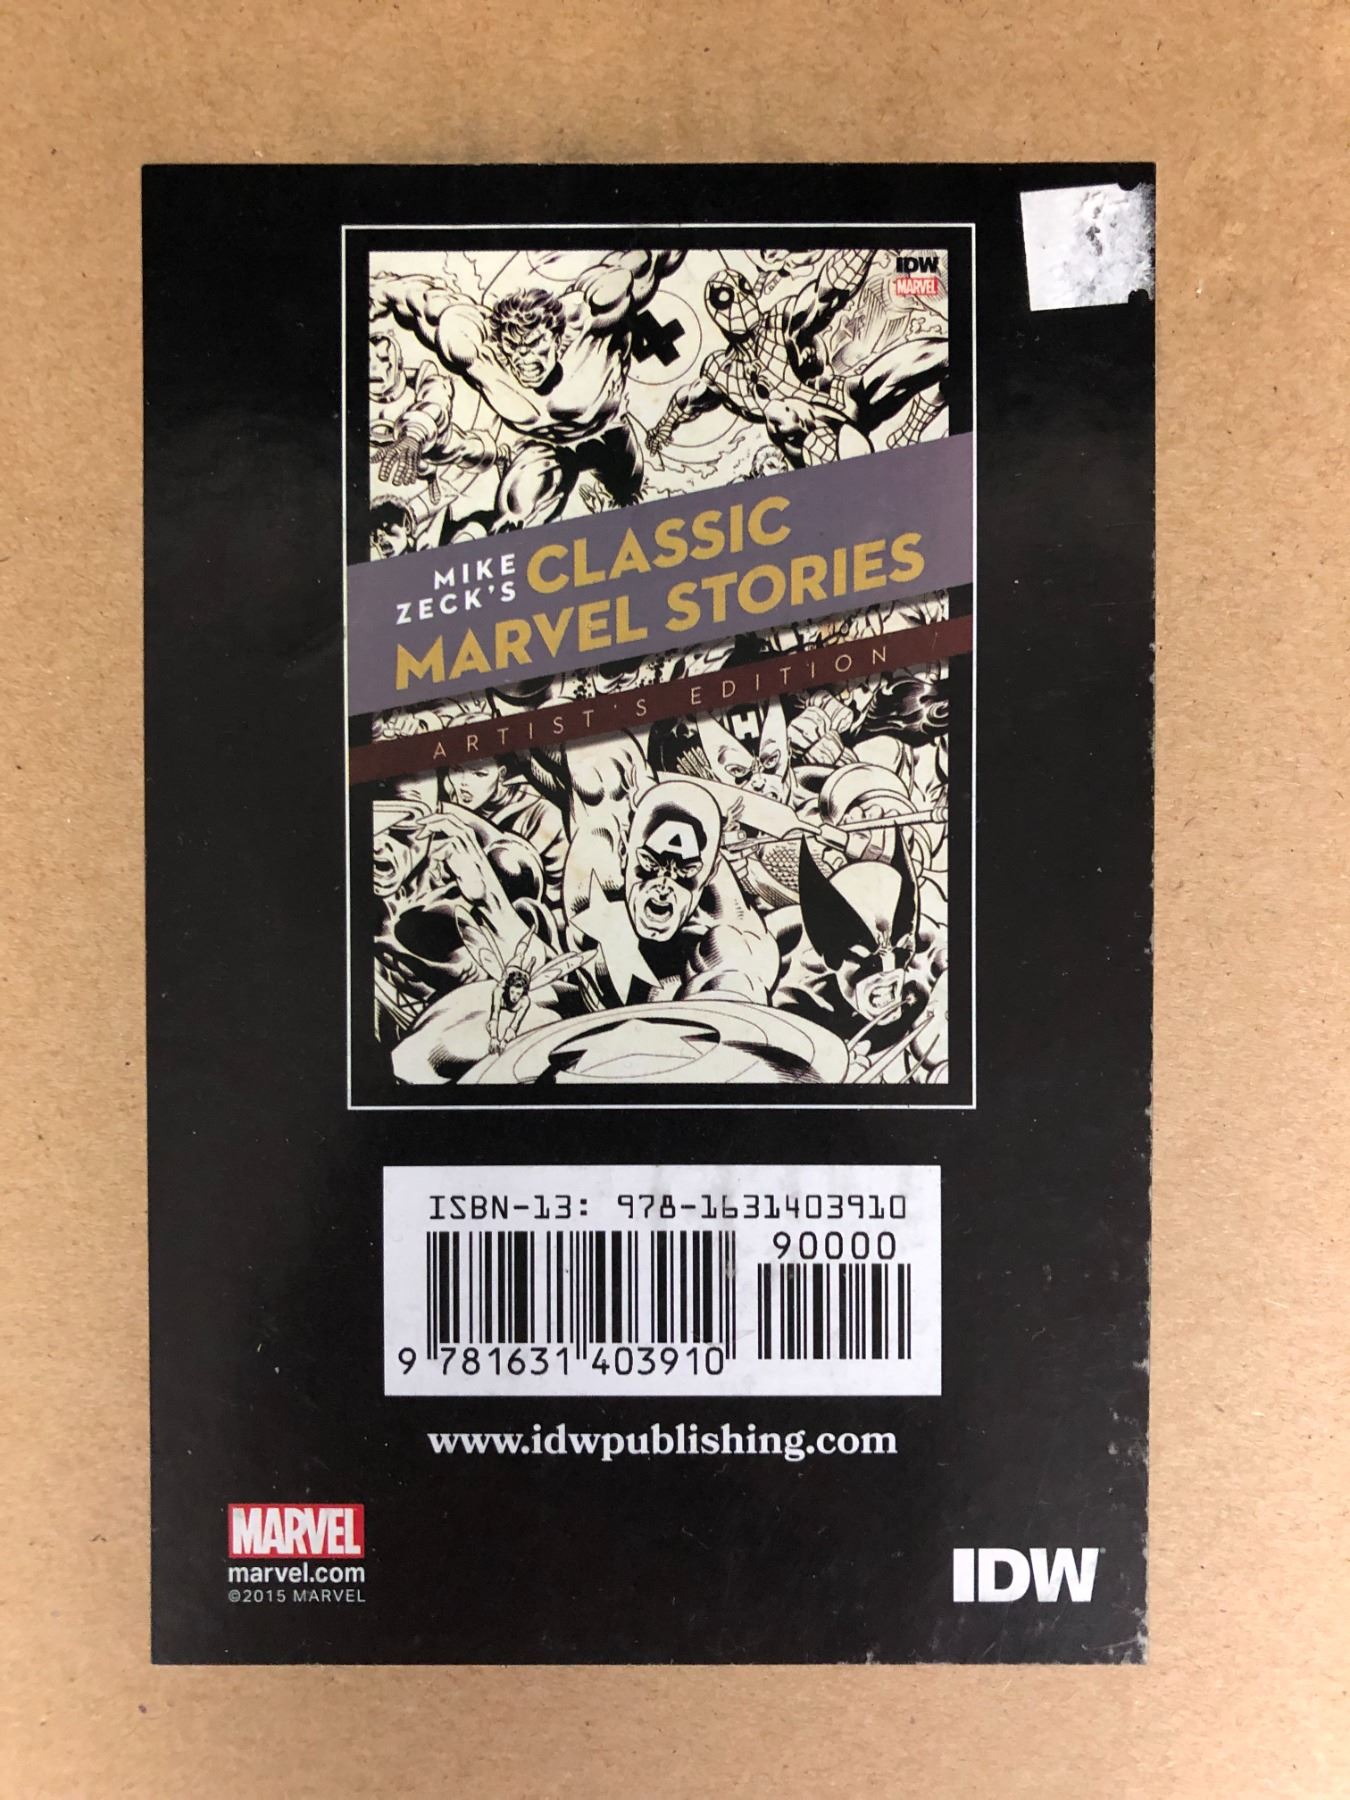 IDW
MARVEL
MIKE
ZECK'S
CLASSIC
MARVEL STORIES
ARTIST'S EDITION
ISBN-13: 978-1631403910
90000
9 781631 403910
www.idwpublishing.com
MARVEL
marvel.com
©2015 MARVEL
IDW